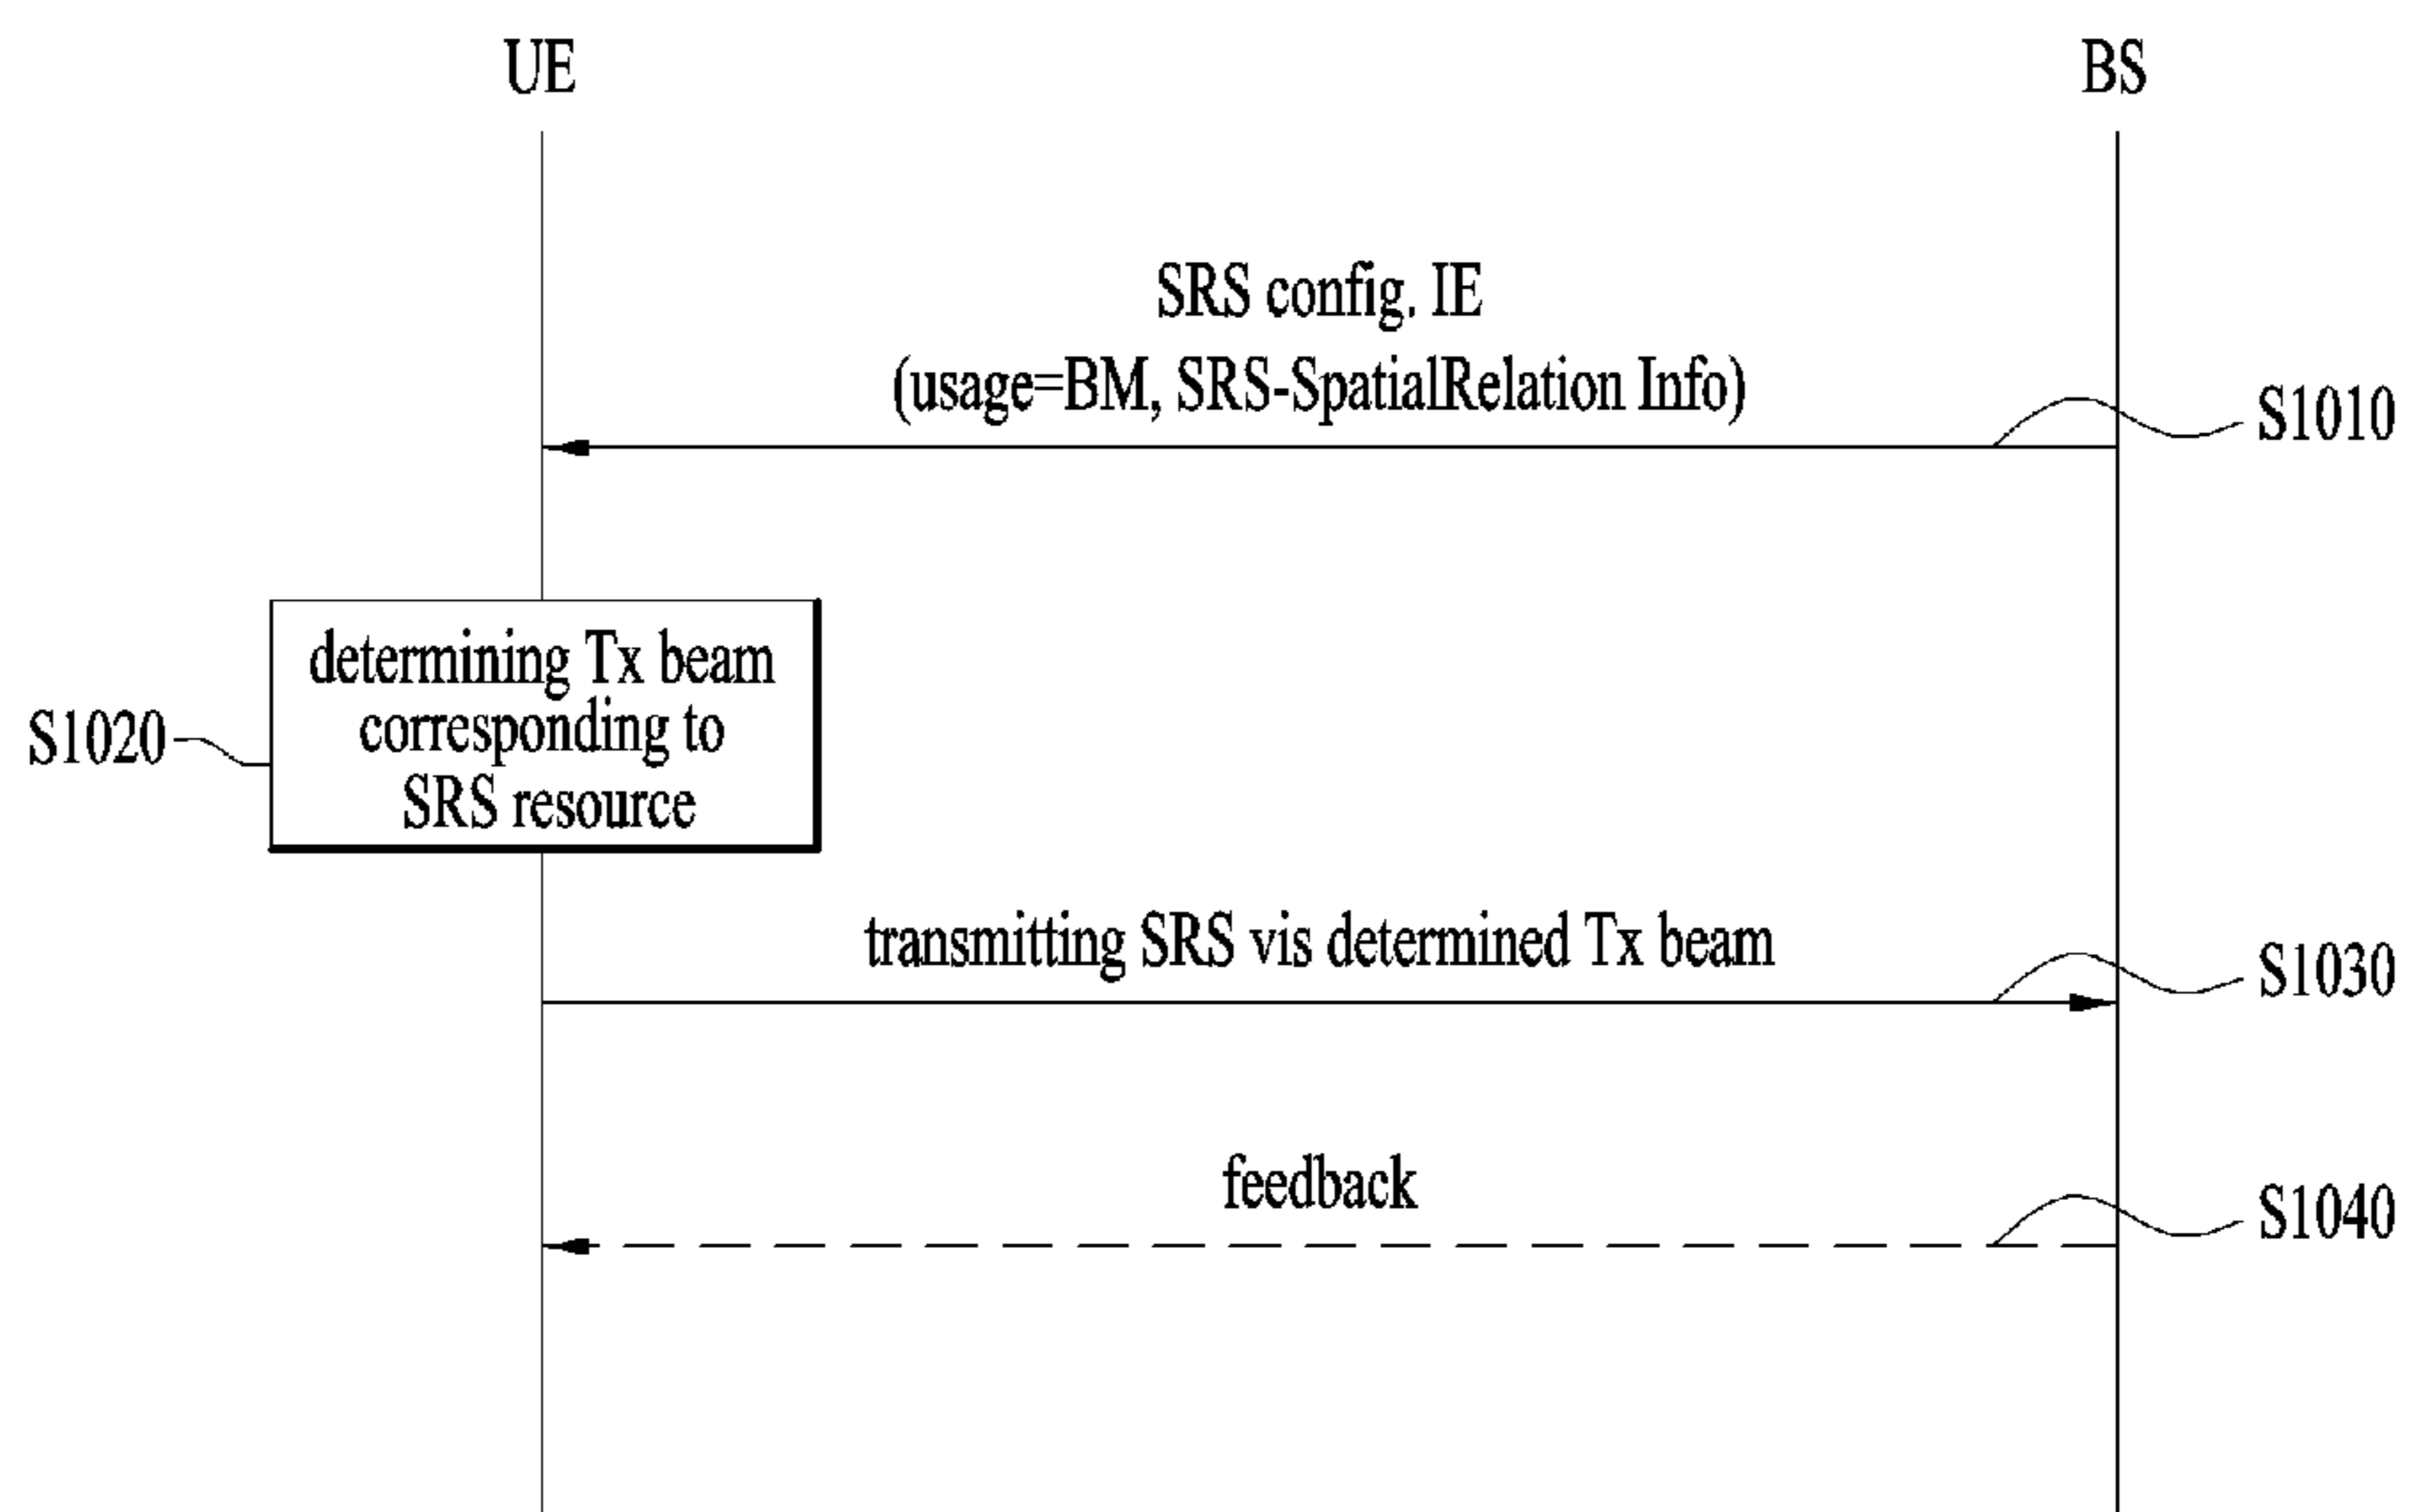 UE
BS
SRS config. IE
(usage=BM, SRS-SpatialRelation Info)
S1010
determining Tx beam
corresponding to
SRS resource
S1020
transmitting SRS vis determined Tx beam
S1030
feedback
S1040